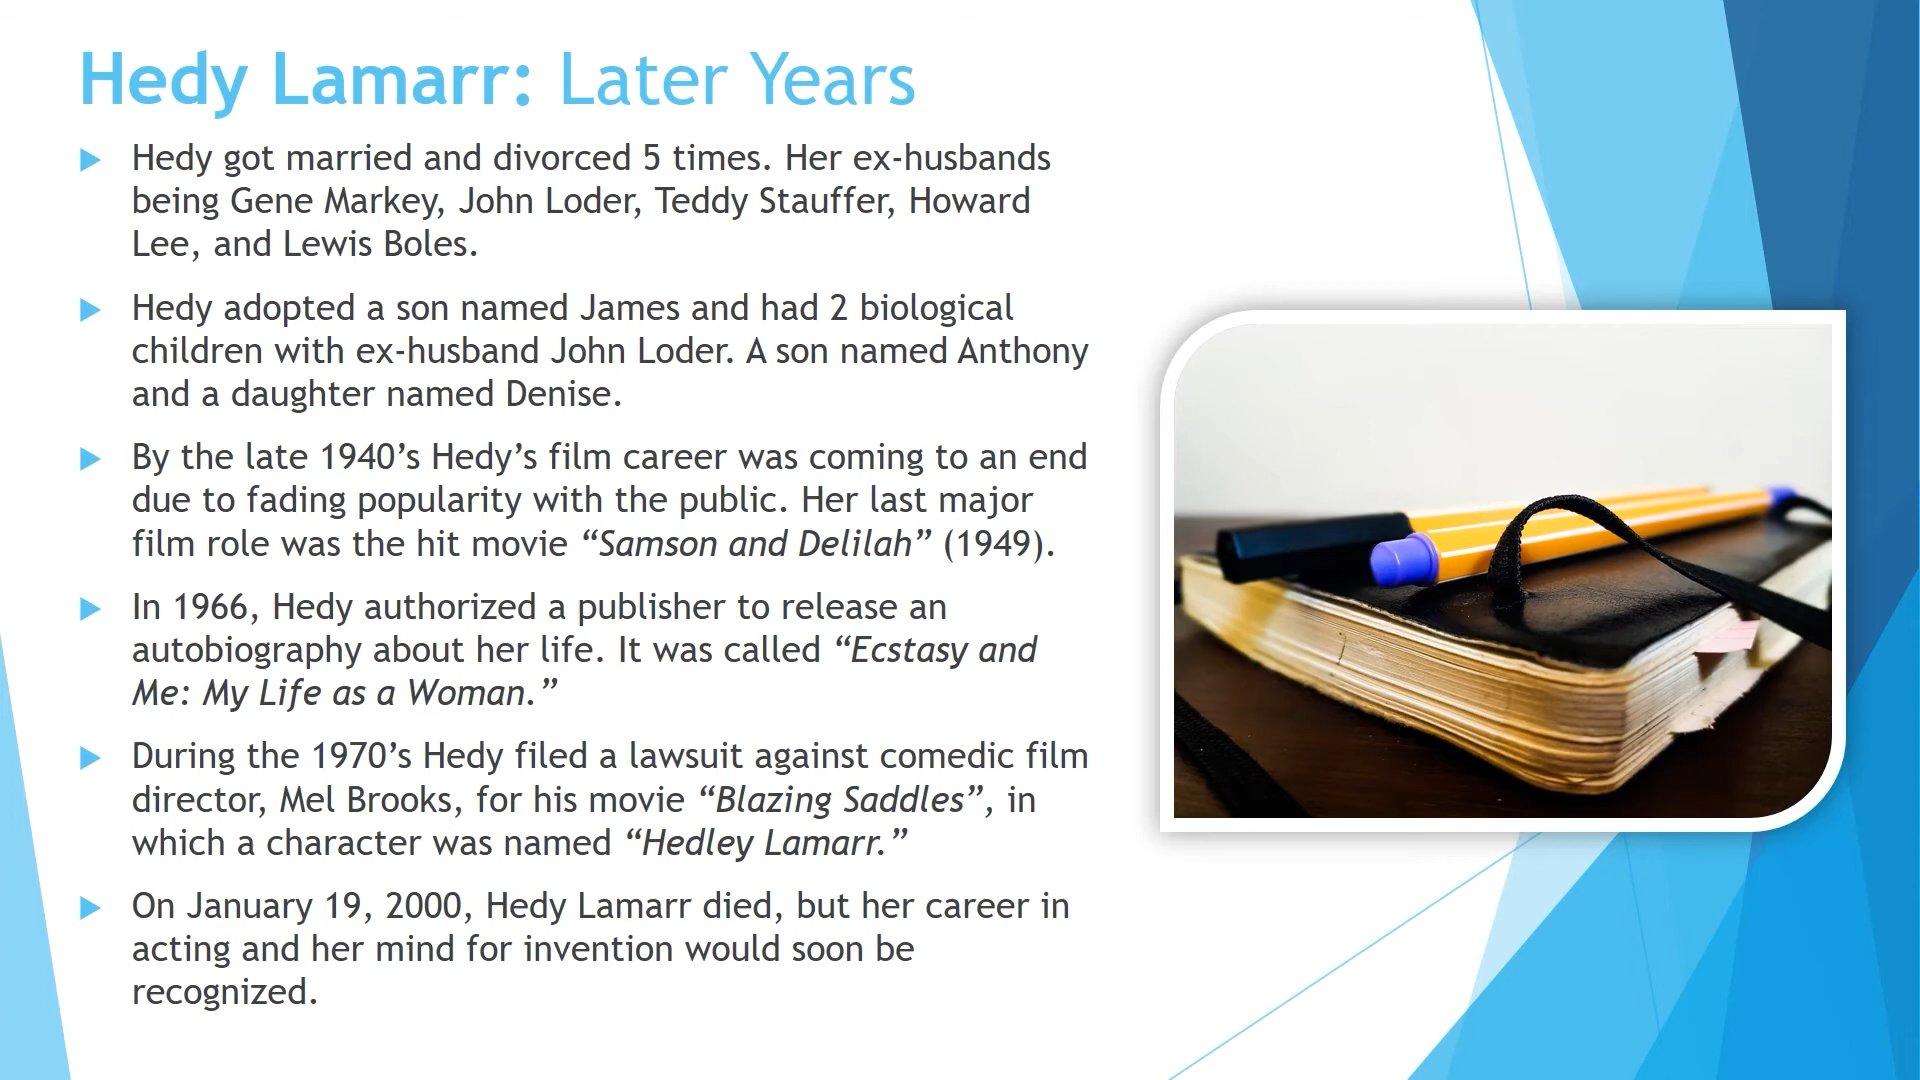 Hedy Lamarr: Later Years
Hedy got married and divorced 5 times. Her ex-husbands
being Gene Markey, John Loder, Teddy Stauffer, Howard
Lee, and Lewis Boles.
Hedy adopted a son named James and had 2 biological
children with ex-husband John Loder. A son named Anthony
and a daughter named Denise.
By the late 1940’s Hedy’s film career was coming to an end
due to fading popularity with the public. Her last major
film role was the hit movie “Samson and Delilah” (1949).
In 1966, Hedy authorized a publisher to release an
autobiography about her life. It was called “Ecstasy and
Me: My Life as a Woman.”
During the 1970’s Hedy filed a lawsuit against comedic film
director, Mel Brooks, for his movie “Blazing Saddles”, in
which a character was named “Hedley Lamarr.”
On January 19, 2000, Hedy Lamarr died, but her career in
acting and her mind for invention would soon be
recognized.